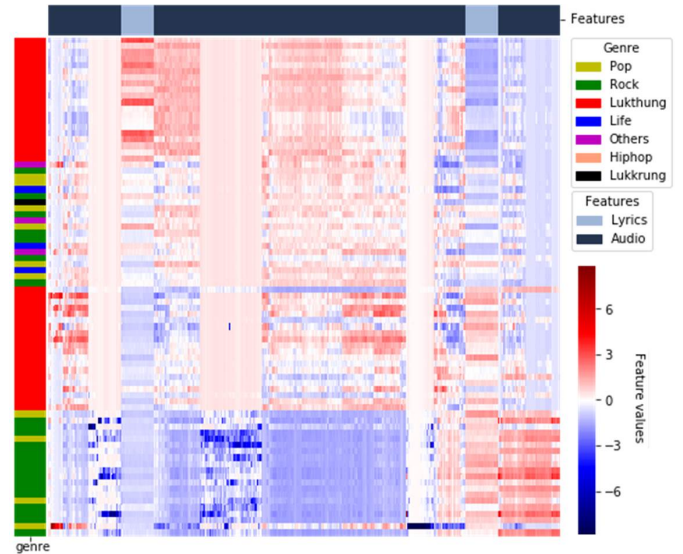 Features
Genre
Pop
Rock
Lukthung
Life
Others
Hiphop
Lukkrung
Features
Lyrics
Audio
6
3
0
−3
−6
Feature values
genre